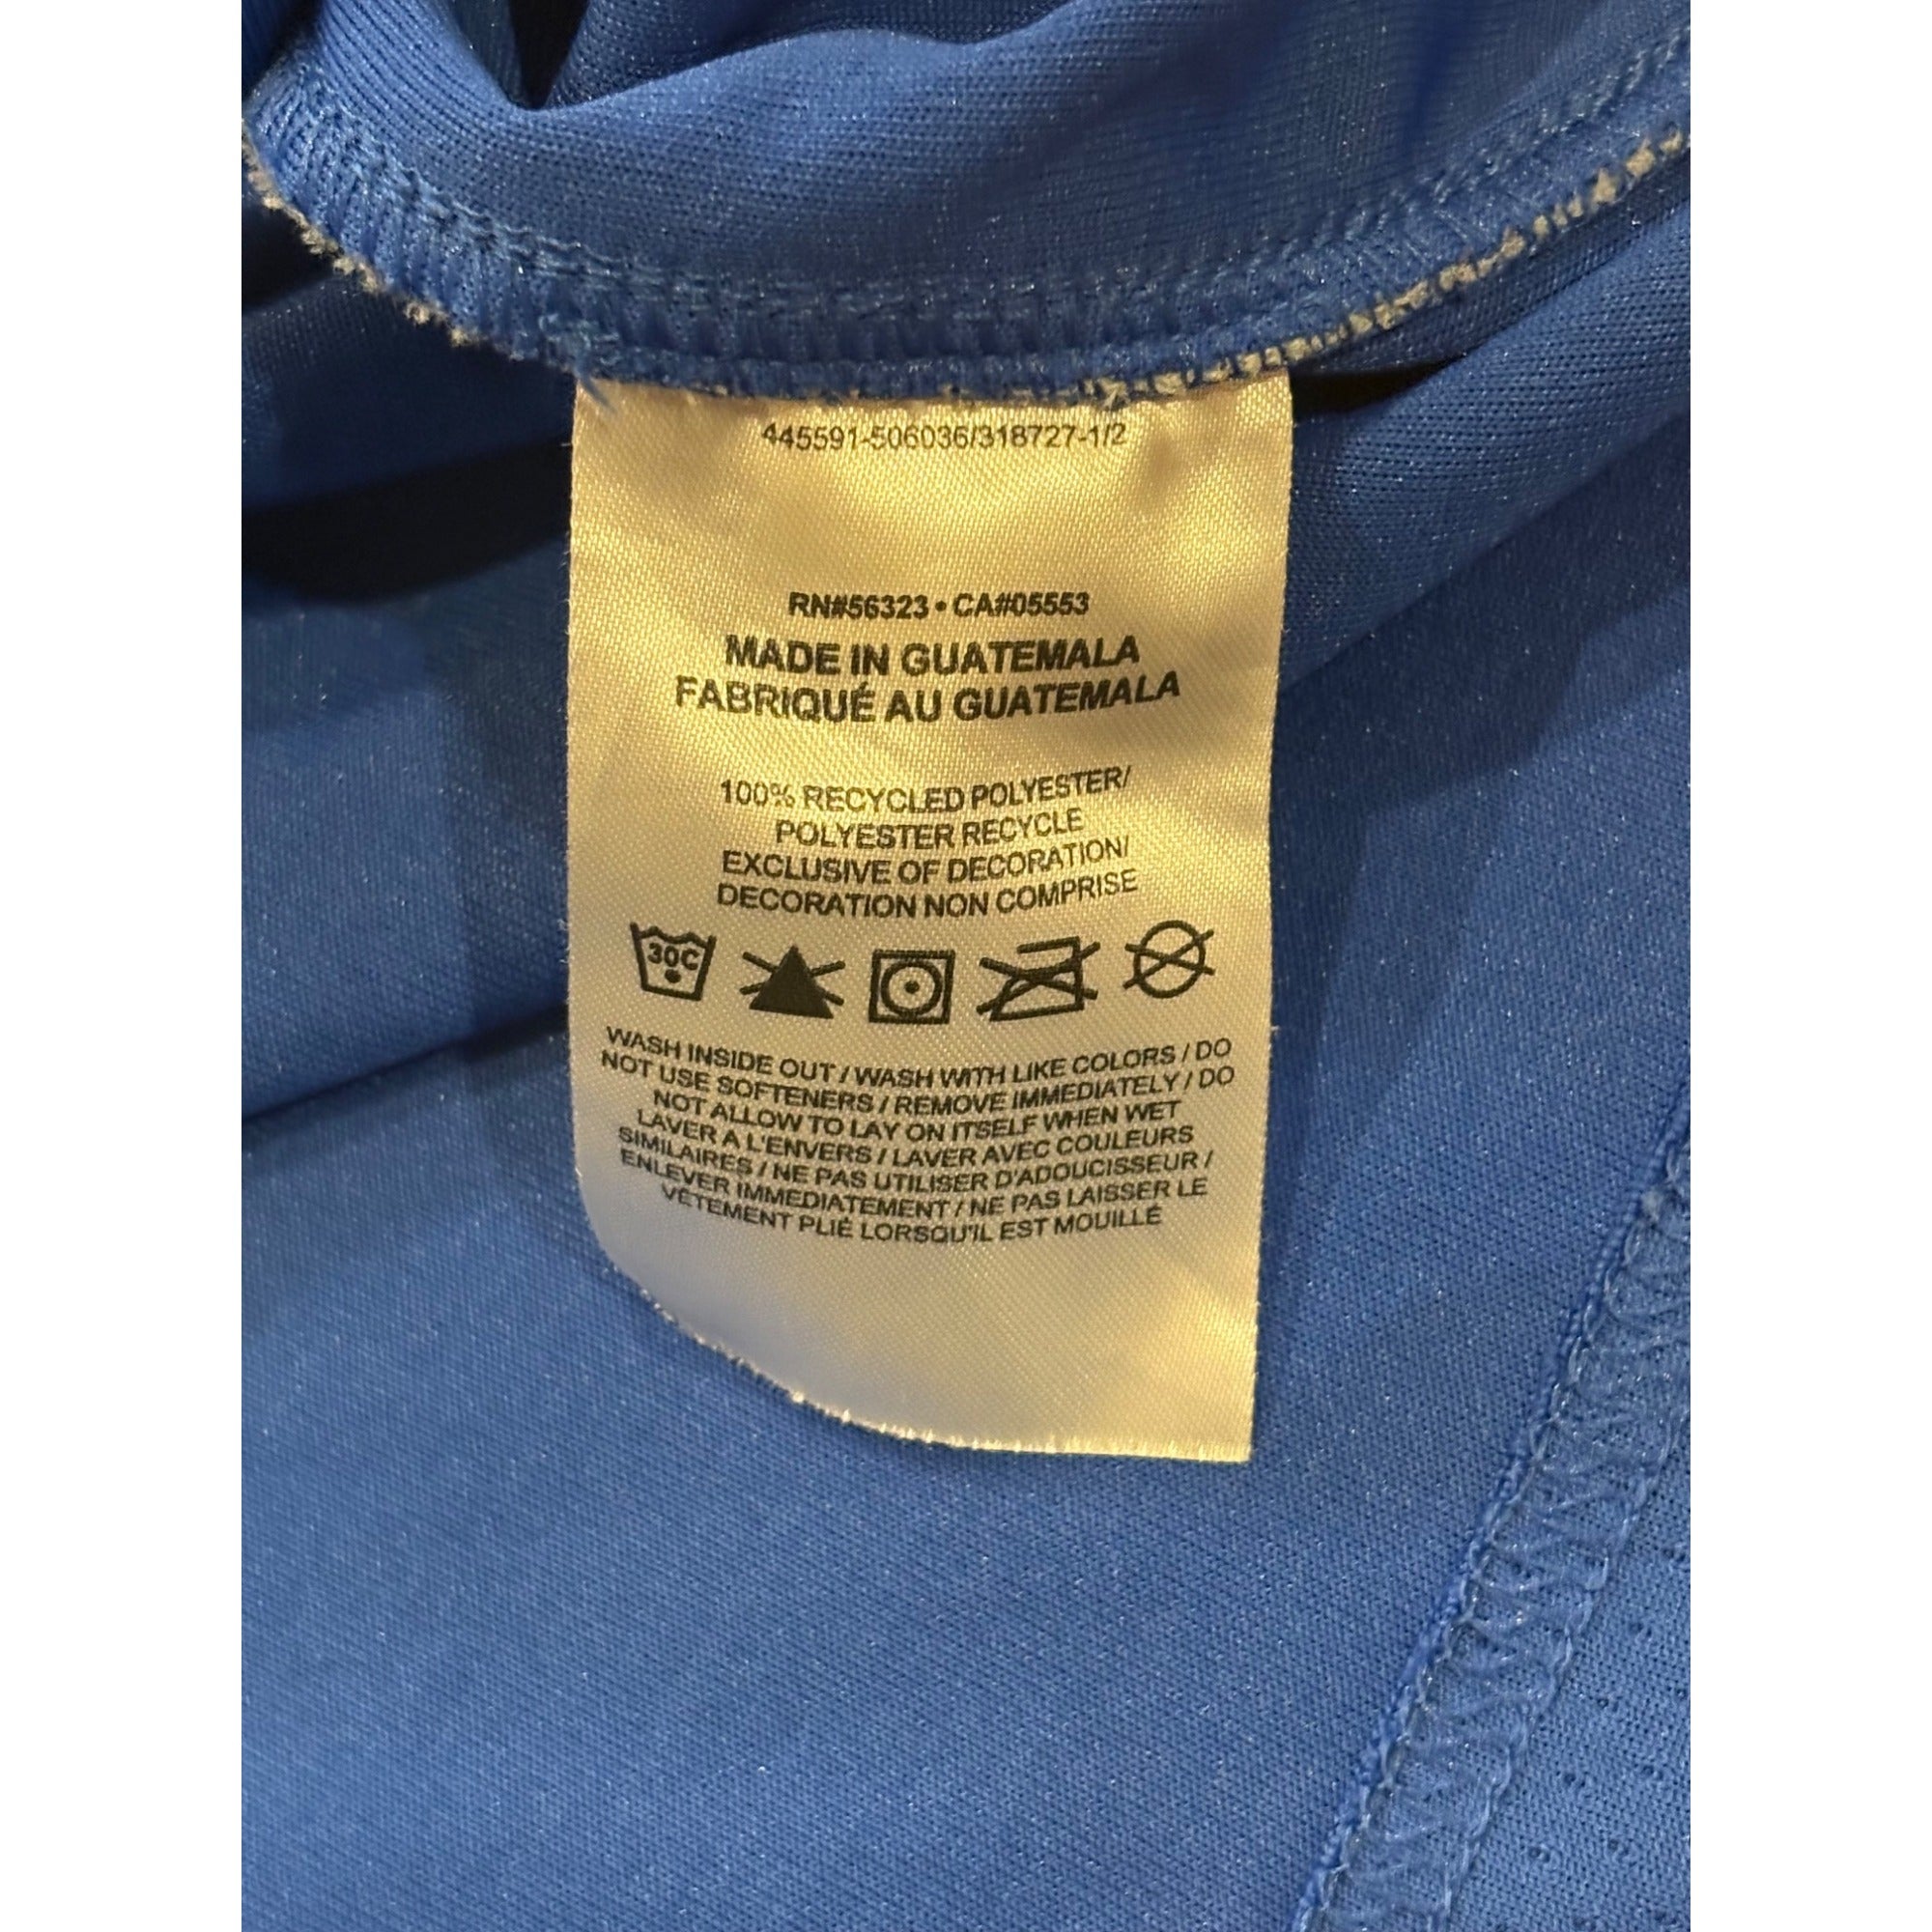 445591-506036/318727-1/2
RN#56323 • CA#05553
MADE IN GUATEMALA
FABRIQUÉ AU GUATEMALA
100% RECYCLED POLYESTER/
POLYESTER RECYCLE
EXCLUSIVE OF DECORATION/
DECORATION NON COMPRISE
30C
WASH INSIDE OUT / WASH WITH LIKE COLORS / DO
NOT USE SOFTENERS / REMOVE IMMEDIATELY / DO
NOT ALLOW TO LAY ON ITSELF WHEN WET
LAVER A L'ENVERS / LAVER AVEC COULEURS
SIMILAIRES / NE PAS UTILISER D'ADOUCISSEUR /
ENLEVER IMMEDIATEMENT / NE PAS LAISSER LE
VÊTEMENT PLIÉ LORSQU'IL EST MOUILLÉ